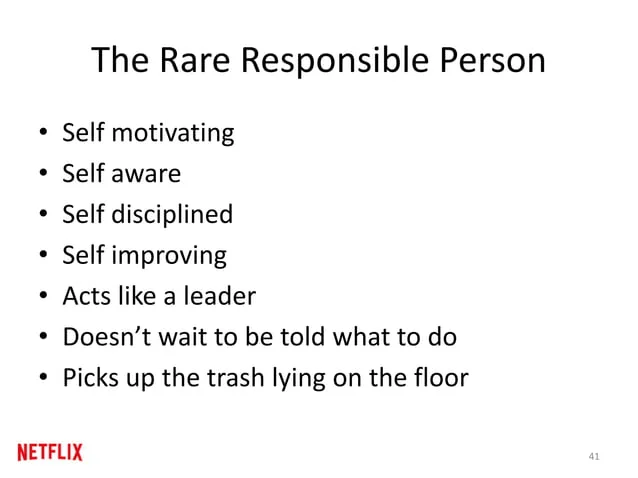 The Rare Responsible Person
• Self motivating
• Self aware
• Self disciplined
• Self improving
• Acts like a leader
• Doesn’t wait to be told what to do
• Picks up the trash lying on the floor
NETFLIX
41